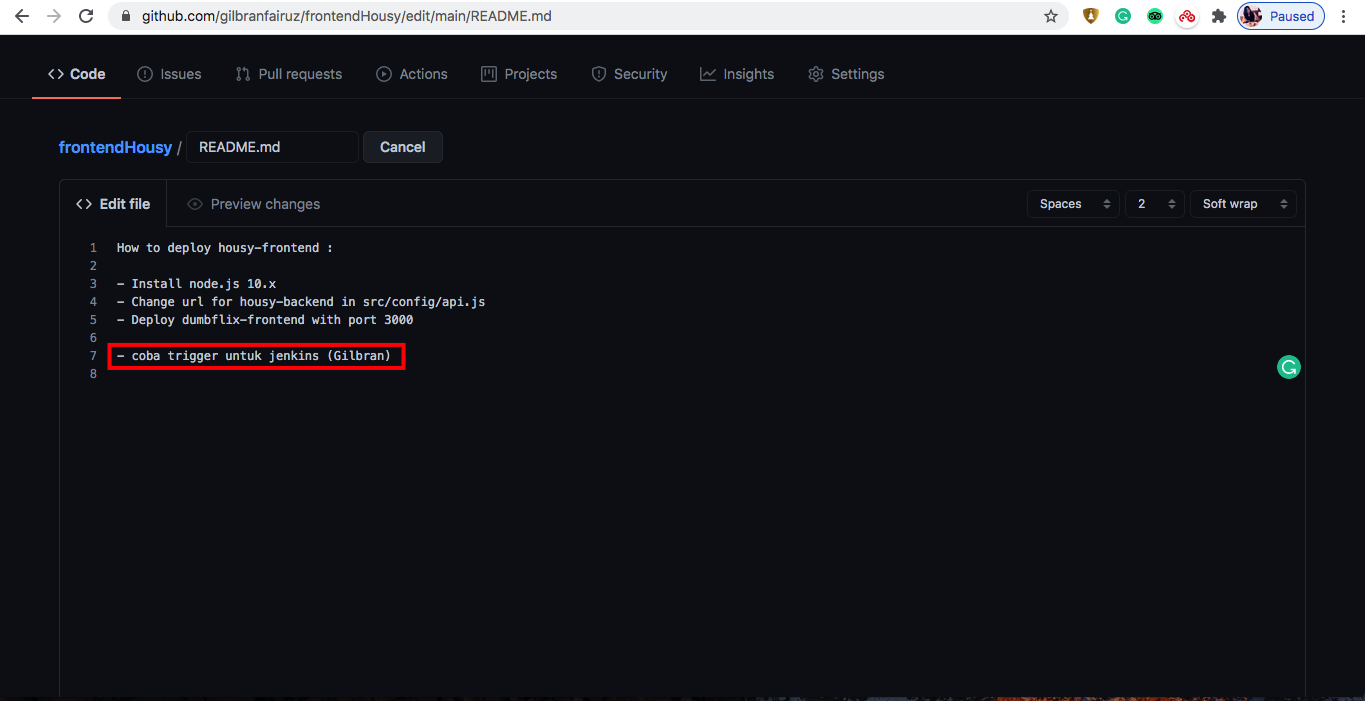 github.com/gilbranfairuz/frontendHousy/edit/main/README.md
Paused
Code
Issues
Pull requests
Actions
Projects
Security
Insights
Settings
frontendHousy / README.md
Cancel
Edit file
Preview changes
Spaces
2
Soft wrap
1 How to deploy housy-frontend :
2
3 - Install node.js 10.x
4 - Change url for housy-backend in src/config/api.js
5 - Deploy dumbflix-frontend with port 3000
6
7 - coba trigger untuk jenkins (Gilbran)
8